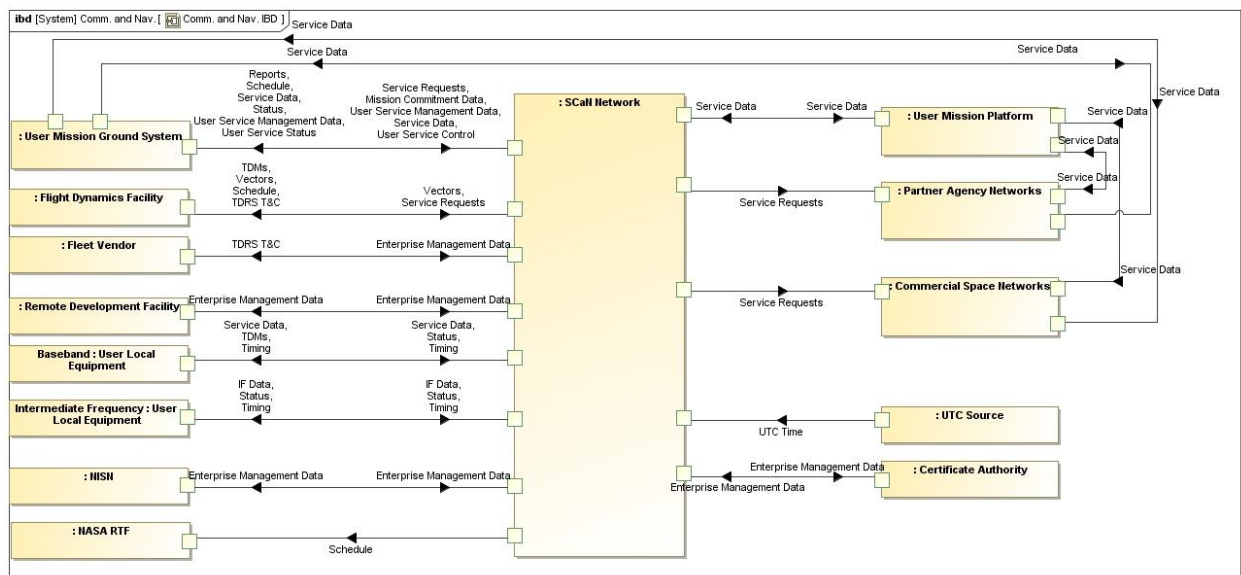 ibd [System] Comm. and Nav. [ Comm. and Nav. IBD ]
Service Data
Service Data
Service Data
Reports,
Schedule,
Service Data,
Status,
User Service Management Data,
User Service Status
Service Requests,
Mission Commitment Data,
User Service Management Data,
Service Data,
User Service Control
: SCaN Network
Service Data
Service Data
Service Data
: User Mission Ground System
: User Mission Platform
Service Data
Service Data
TDMs,
Vectors,
Schedule,
TDRS T&C
Vectors,
Service Requests
: Flight Dynamics Facility
Service Requests
: Partner Agency Networks
: Fleet Vendor
TDRS T&C
Enterprise Management Data
Service Data
: Remote Development Facility
Enterprise Management Data
Enterprise Management Data
Service Requests
: Commercial Space Networks
Service Data,
TDMs,
Timing
Service Data,
Status,
Timing
Baseband : User Local
Equipment
IF Data,
Status,
Timing
IF Data,
Status,
Timing
Intermediate Frequency : User
Local Equipment
UTC Time
: UTC Source
: NISN
Enterprise Management Data
Enterprise Management Data
Enterprise Management Data
Enterprise Management Data
: Certificate Authority
: NASA RTF
Schedule
Service Data